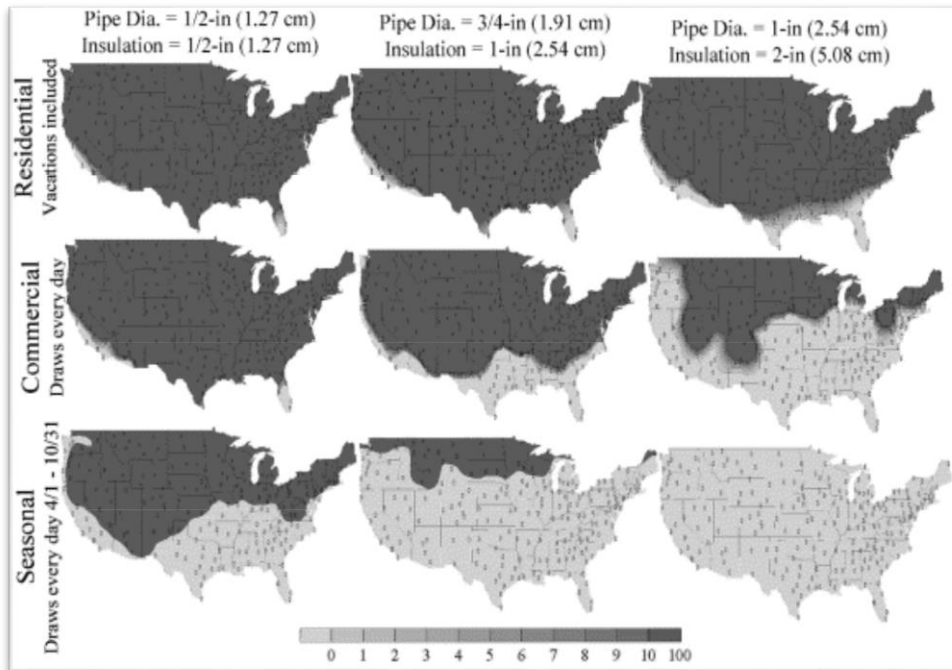 Pipe Dia. = 1/2-in (1.27 cm)
Insulation = 1/2-in (1.27 cm)
Pipe Dia. = 3/4-in (1.91 cm)
Insulation = 1-in (2.54 cm)
Pipe Dia. = 1-in (2.54 cm)
Insulation = 2-in (5.08 cm)
Residential
Vacations included
Commercial
Draws every day
Seasonal
Draws every day 4/1 - 10/31
0 1 2 3 4 5 6 7 8 9 10 100